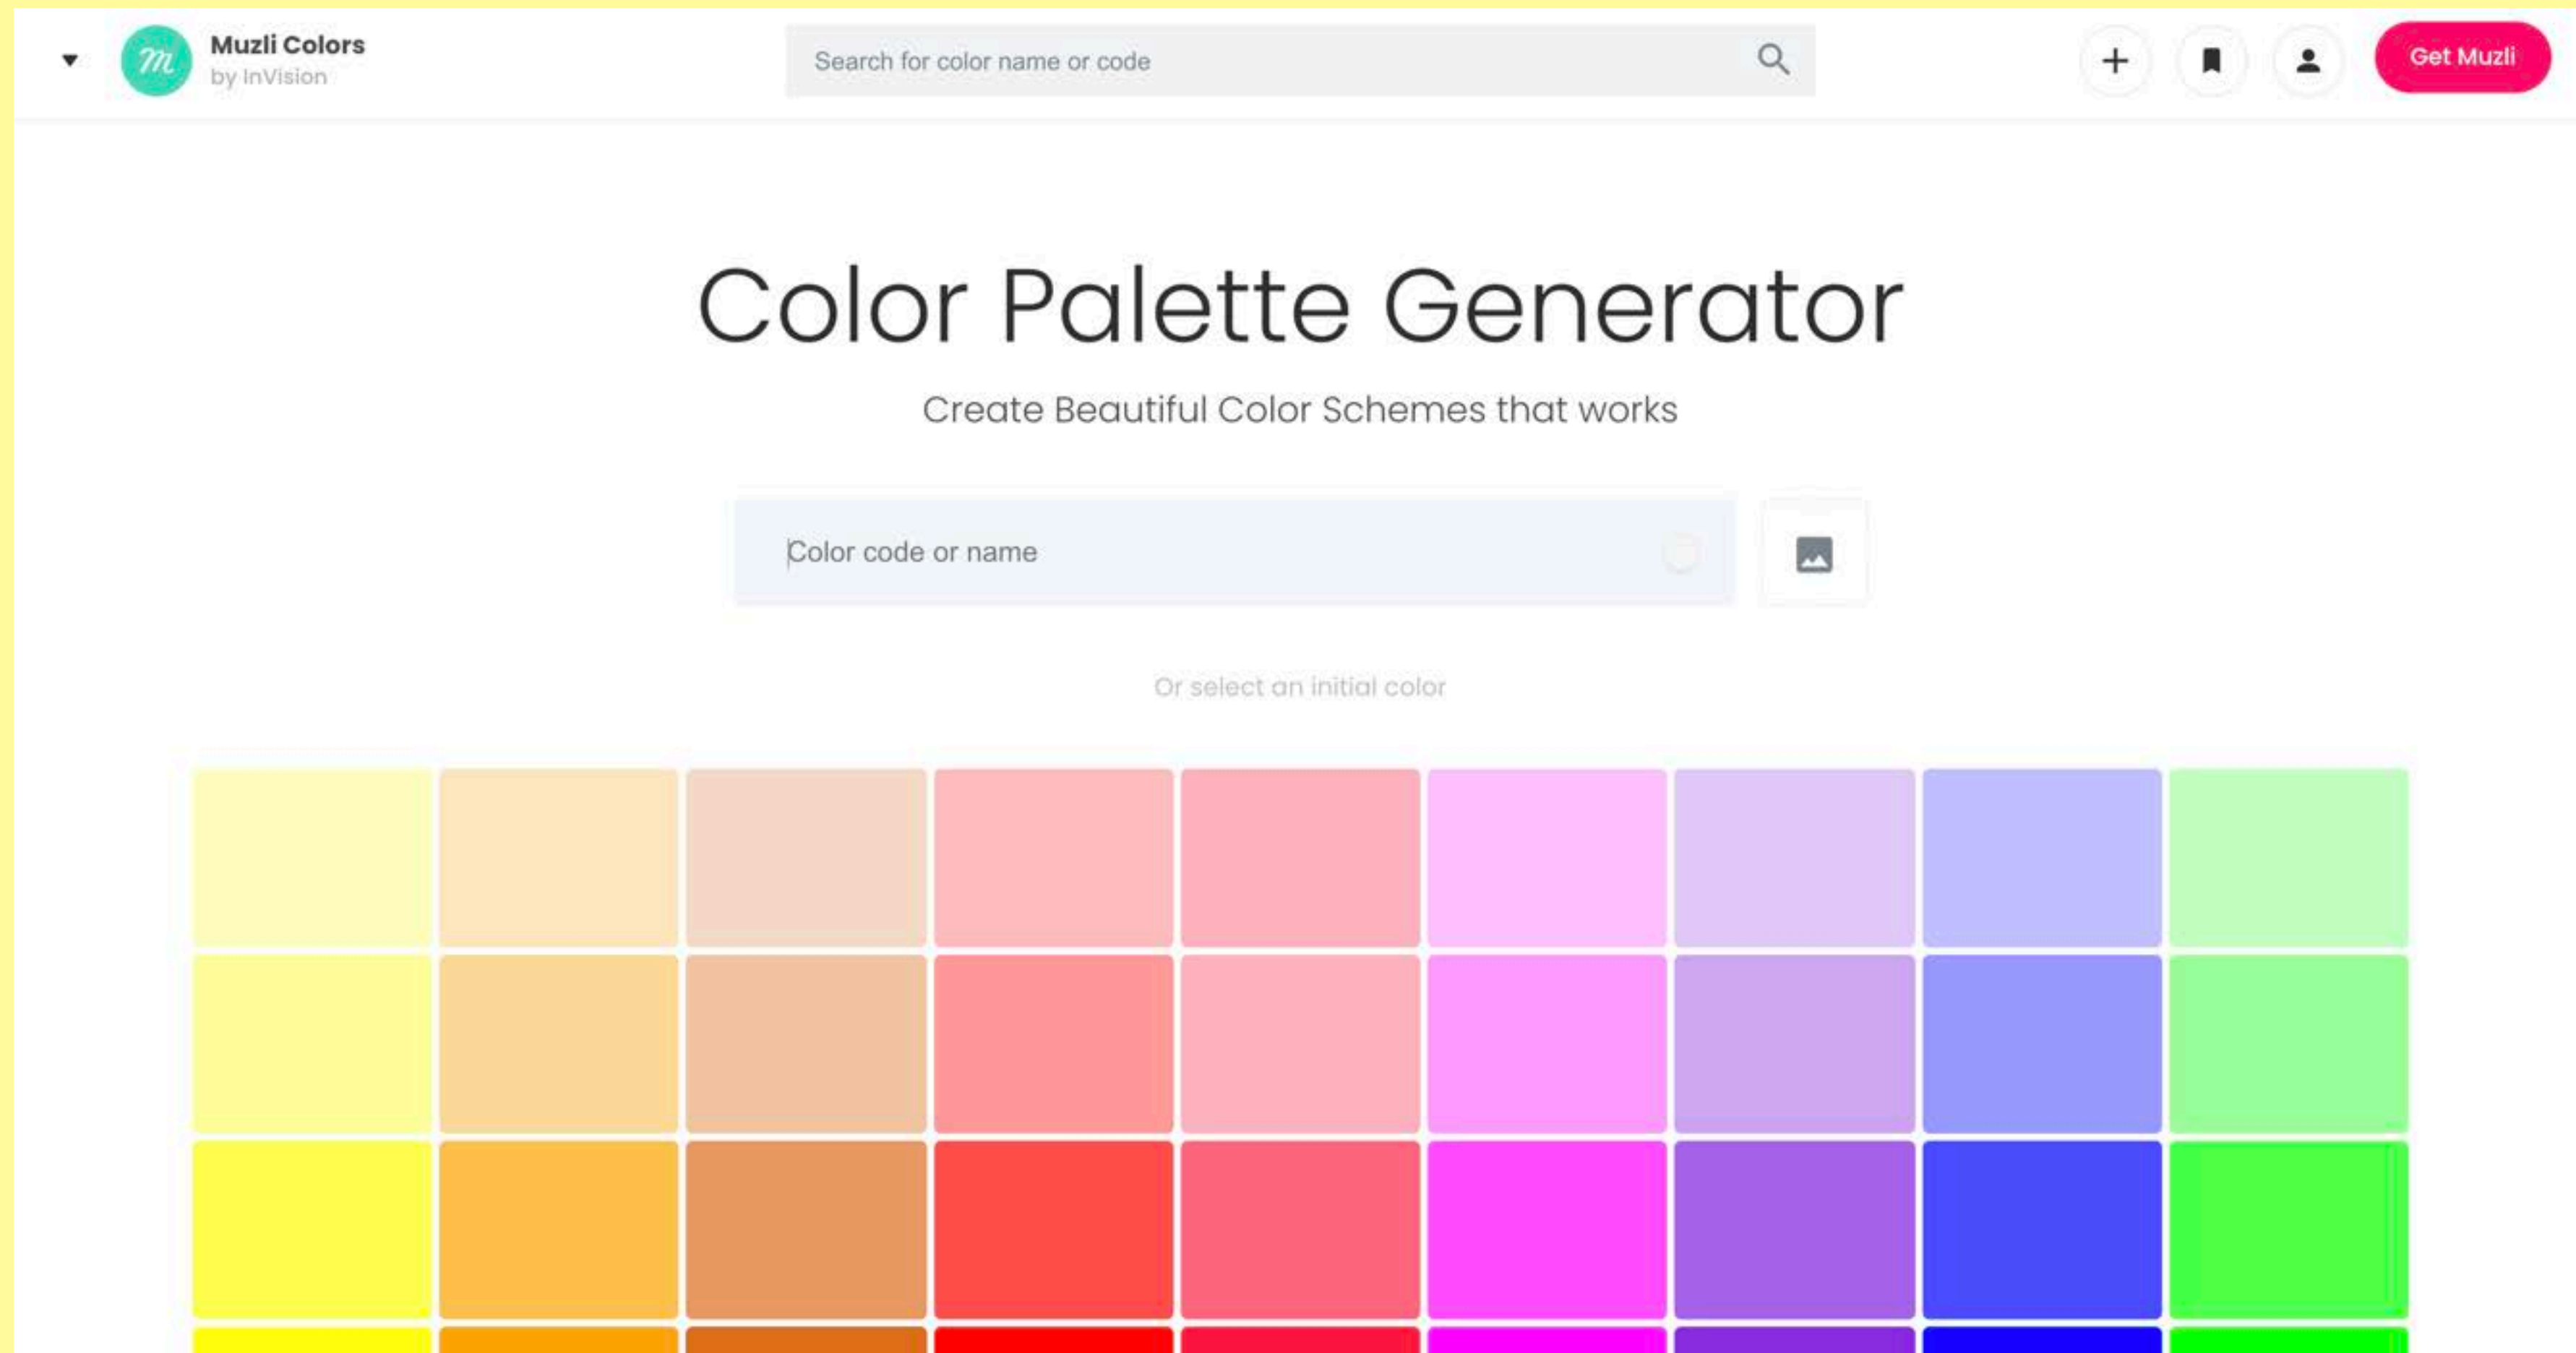 Muzli Colors
by InVision
Search for color name or code
Get Muzli
Color Palette Generator
Create Beautiful Color Schemes that works
Color code or name
Or select an initial color